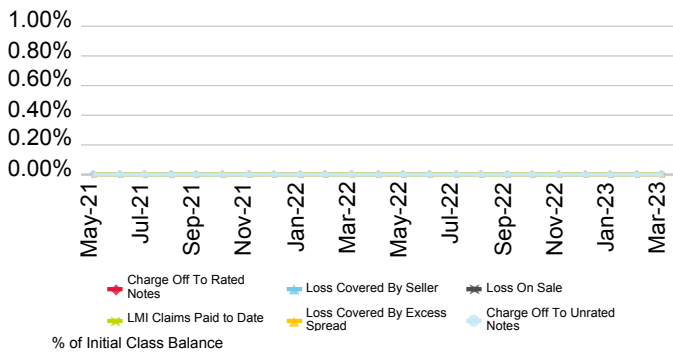 1.00%
0.80%
0.60%
0.40%
0.20%
0.00%
May-21
Jul-21
Sep-21
Nov-21
Jan-22
Mar-22
May-22
Jul-22
Sep-22
Nov-22
Jan-23
Mar-23
Charge Off To Rated
Notes
Loss Covered By Seller
Loss On Sale
LMI Claims Paid to Date
Loss Covered By Excess
Spread
Charge Off To Unrated
Notes
% of Initial Class Balance